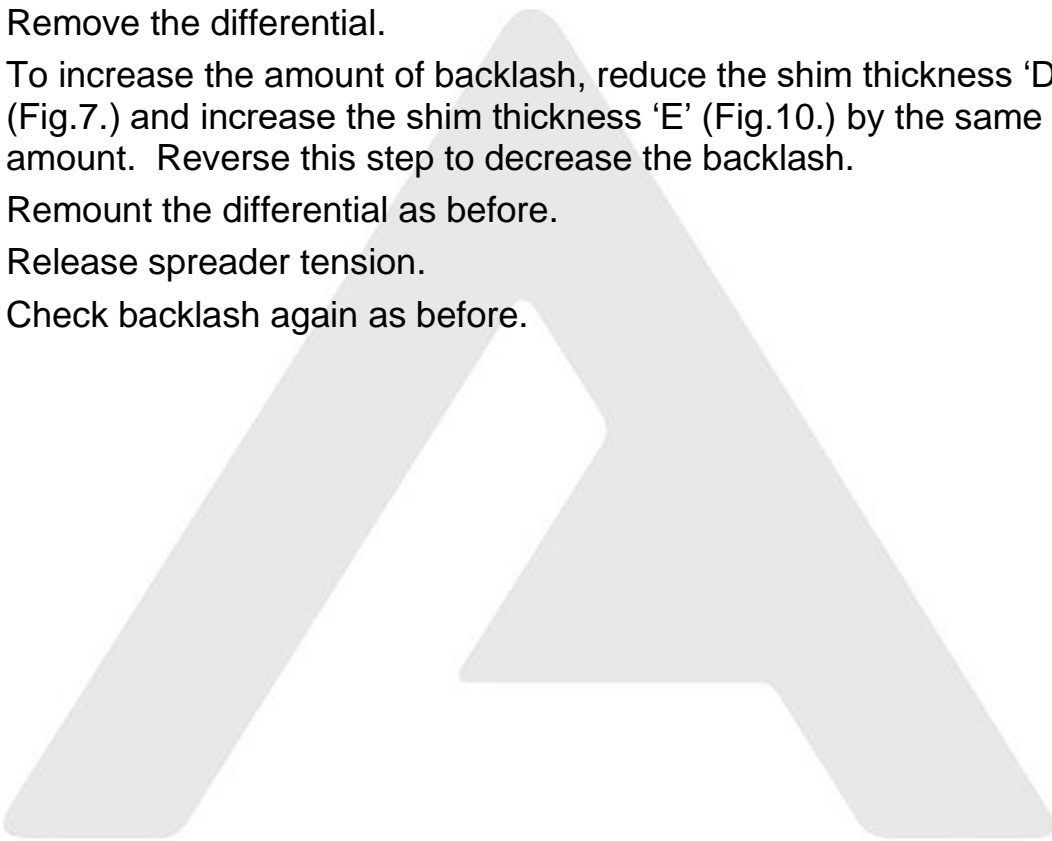 Remove the differential.
To increase the amount of backlash, reduce the shim thickness ‘D
(Fig.7.) and increase the shim thickness ‘E’ (Fig.10.) by the same
amount.  Reverse this step to decrease the backlash.
Remount the differential as before.
Release spreader tension.
Check backlash again as before.